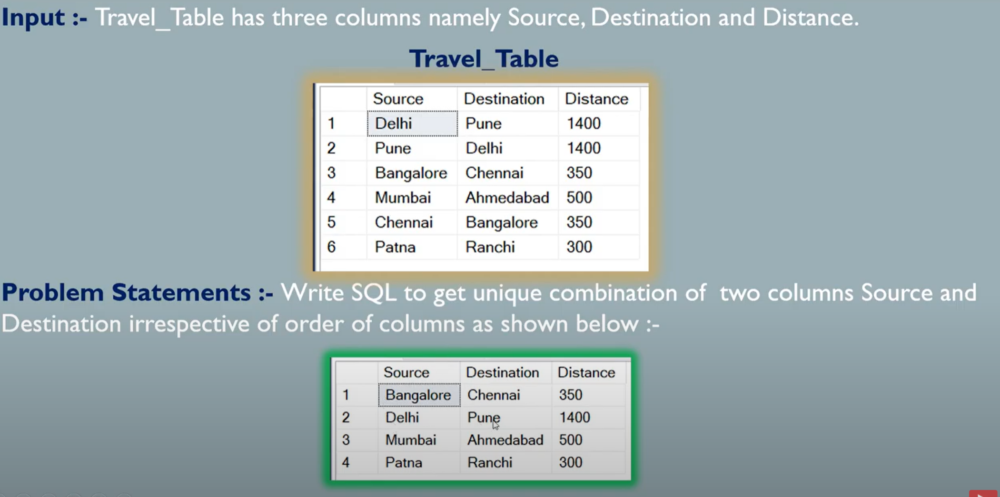 Input :- Travel_Table has three columns namely Source, Destination and Distance.
Travel_Table
Source Destination Distance
1 Delhi Pune 1400
2 Pune Delhi 1400
3 Bangalore Chennai 350
4 Mumbai Ahmedabad 500
5 Chennai Bangalore 350
6 Patna Ranchi 300
Problem Statements :- Write SQL to get unique combination of two columns Source and
Destination irrespective of order of columns as shown below :-
Source Destination Distance
1 Bangalore Chennai 350
2 Delhi Pune 1400
3 Mumbai Ahmedabad 500
4 Patna Ranchi 300